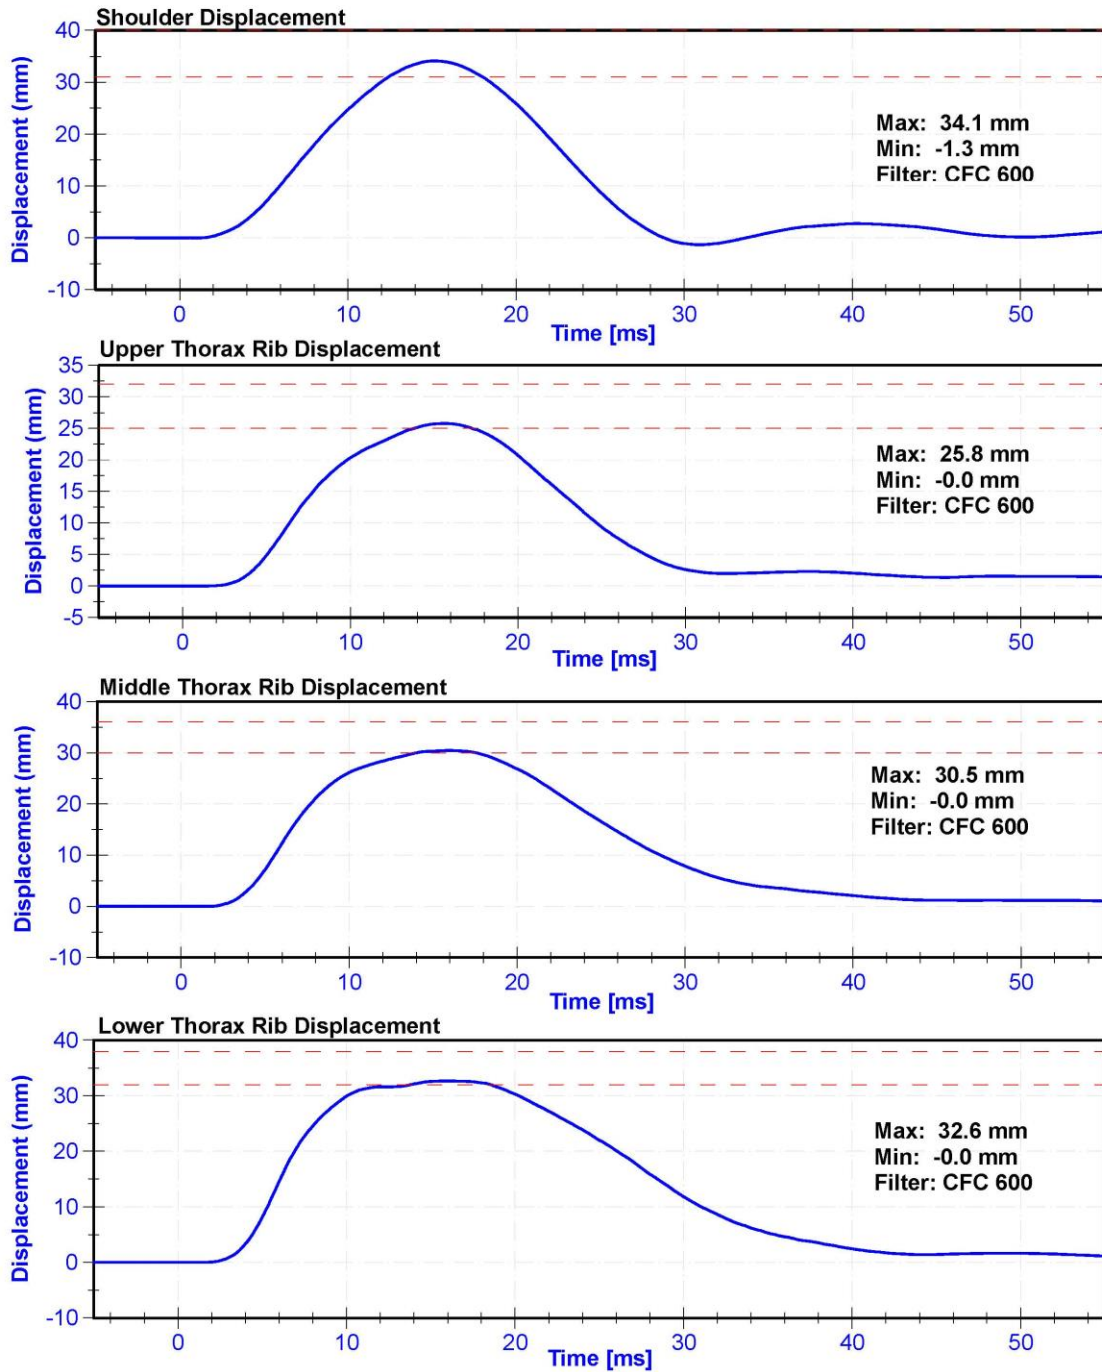 Shoulder Displacement
Displacement (mm)
40
30
20
10
0
-10
Max: 34.1 mm
Min: -1.3 mm
Filter: CFC 600
0 10 20 30 40 50
Time [ms]
Upper Thorax Rib Displacement
Displacement (mm)
35
30
25
20
15
10
5
0
-5
Max: 25.8 mm
Min: -0.0 mm
Filter: CFC 600
0 10 20 30 40 50
Time [ms]
Middle Thorax Rib Displacement
Displacement (mm)
40
30
20
10
0
-10
Max: 30.5 mm
Min: -0.0 mm
Filter: CFC 600
0 10 20 30 40 50
Time [ms]
Lower Thorax Rib Displacement
Displacement (mm)
40
30
20
10
0
-10
Max: 32.6 mm
Min: -0.0 mm
Filter: CFC 600
0 10 20 30 40 50
Time [ms]